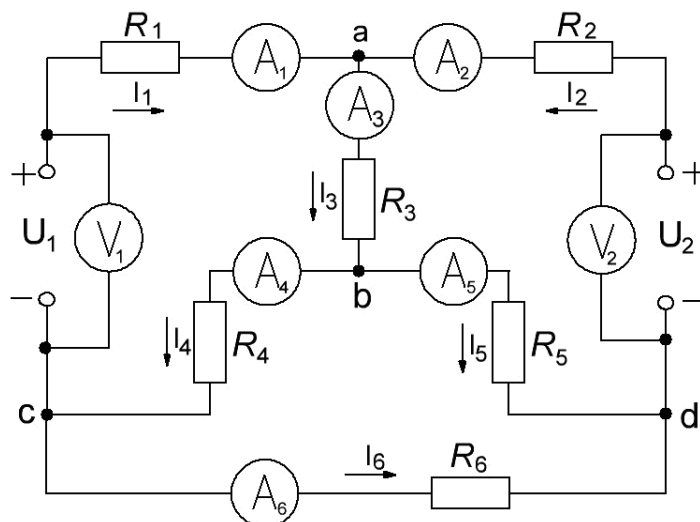 R1 A1 a A2 R2
I1 A3 I2
+ I3 R3 +
U1 V1 V2 U2
− A4 b A5 −
I4 R4 I5 R5
c d
I6 R6
A6